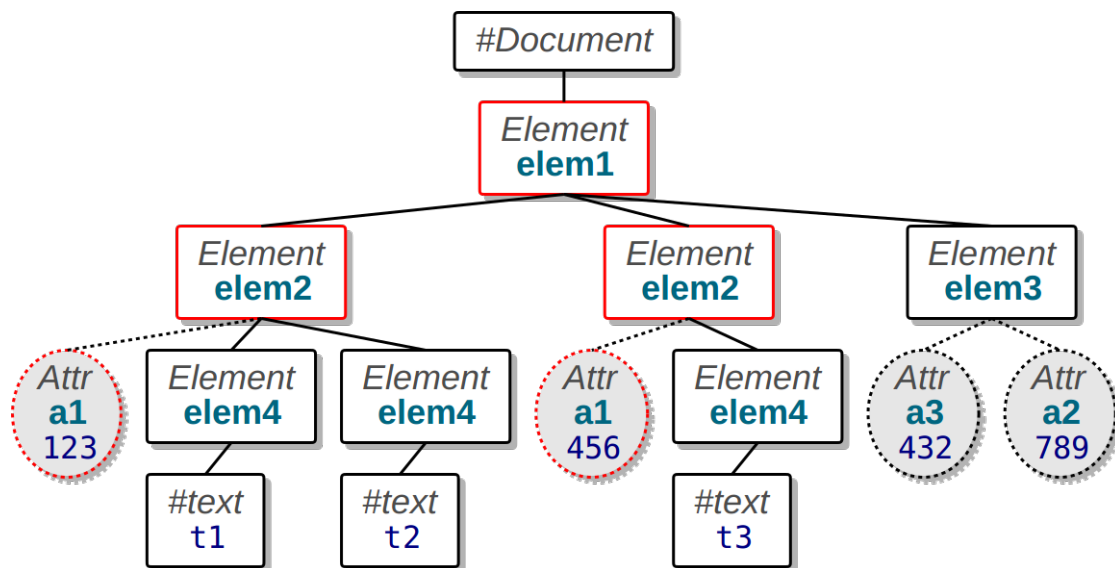 #Document
Element
elem1
Element
elem2
Element
elem2
Element
elem3
Attr
a1
123
Element
elem4
Element
elem4
Attr
a1
456
Element
elem4
Attr
a3
432
Attr
a2
789
#text
t1
#text
t2
#text
t3